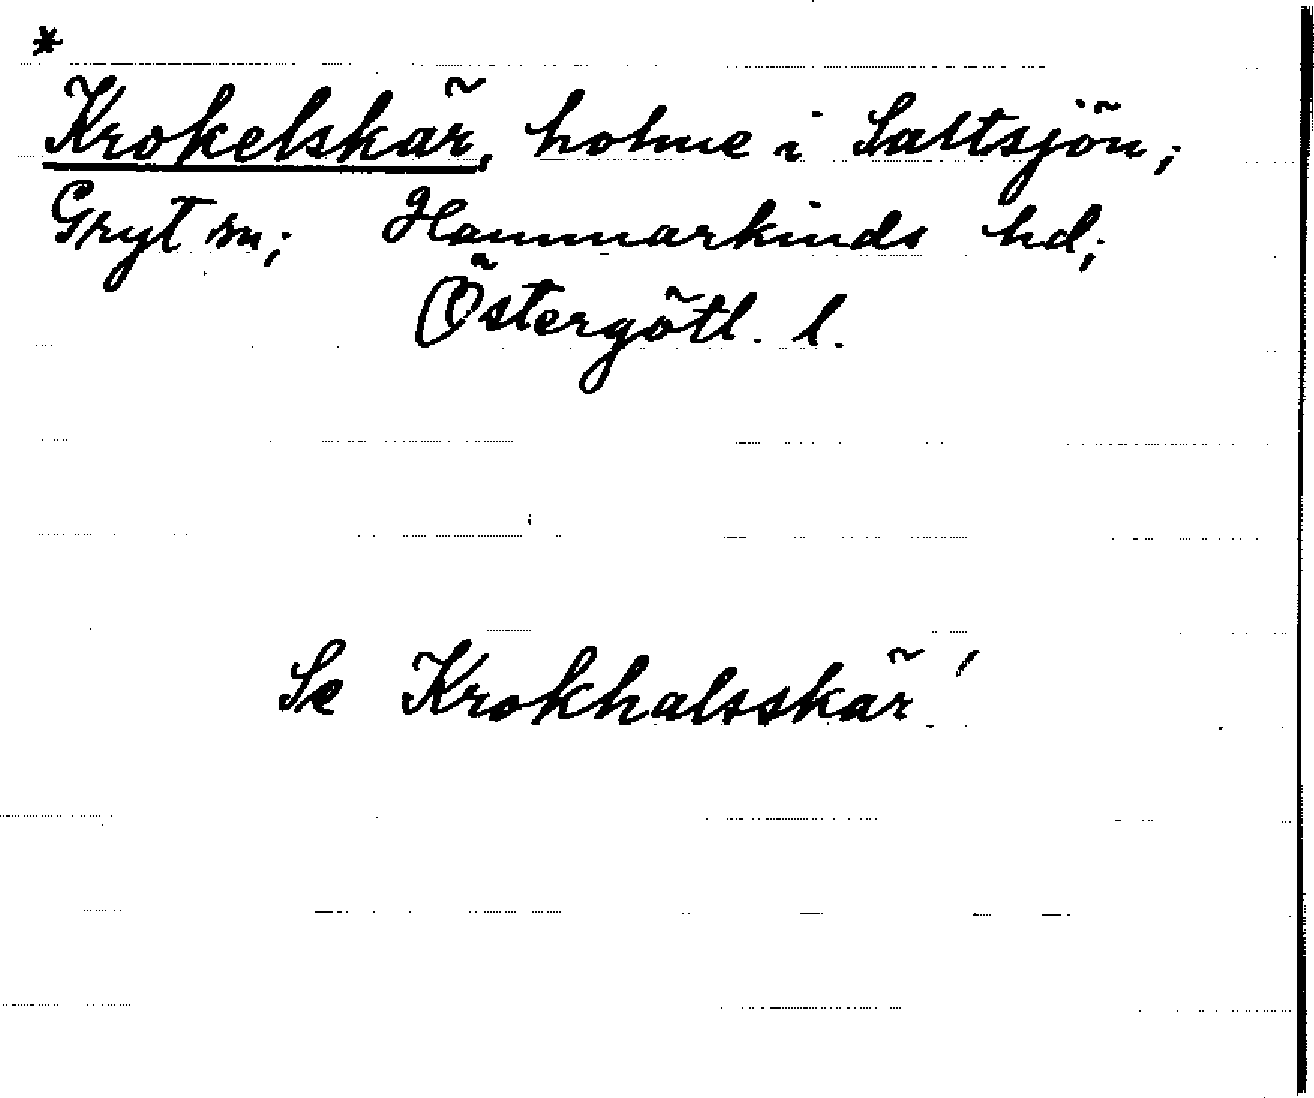 *
Krokelskär, holme i Saltsjön;
Gryt sn; Hammarkinds hd;
Östergötl. l.
Se Krokhalsskär!